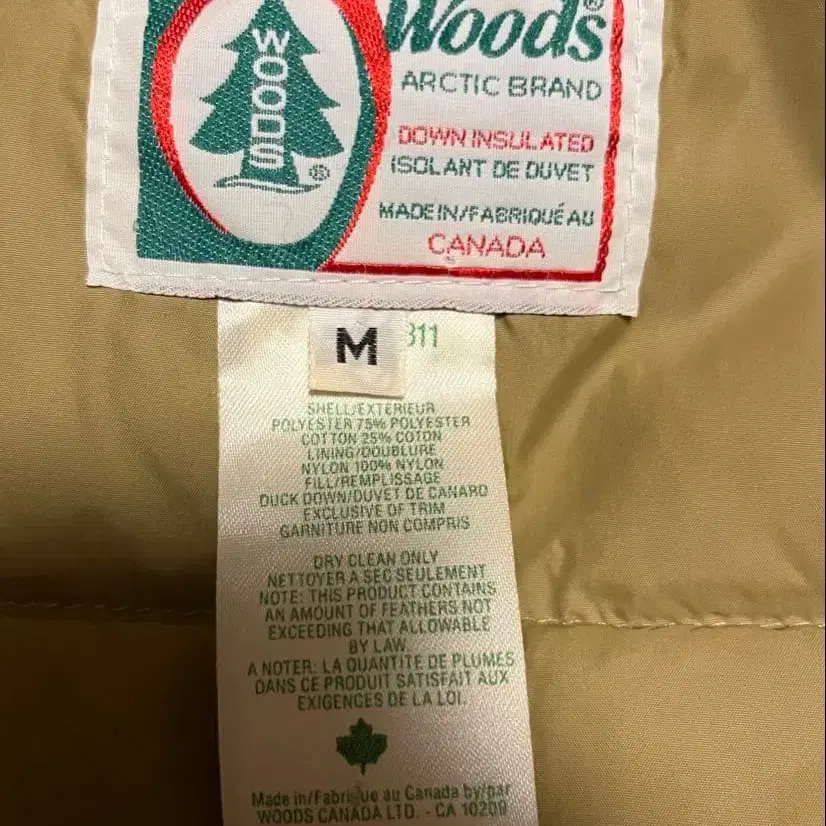 WOODS
®
Woods®
ARCTIC BRAND
DOWN INSULATED
ISOLANT DE DUVET
MADE IN/FABRIQUÉ AU
CANADA
M 311
SHELL/EXTERIEUR
POLYESTER 75% POLYESTER
COTTON 25% COTON
LINING/DOUBLURE
NYLON 100% NYLON
FILL/REMPLISSAGE
DUCK DOWN/DUVET DE CANARD
EXCLUSIVE OF TRIM
GARNITURE NON COMPRIS
DRY CLEAN ONLY
NETTOYER A SEC SEULEMENT
NOTE: THIS PRODUCT CONTAINS
AN AMOUNT OF FEATHERS NOT
EXCEEDING THAT ALLOWABLE
BY LAW.
A NOTER: LA QUANTITE DE PLUMES
DANS CE PRODUIT SATISFAIT AUX
EXIGENCES DE LA LOI.
Made in/Fabrique au Canada by/par
WOODS CANADA LTD. - CA 10209